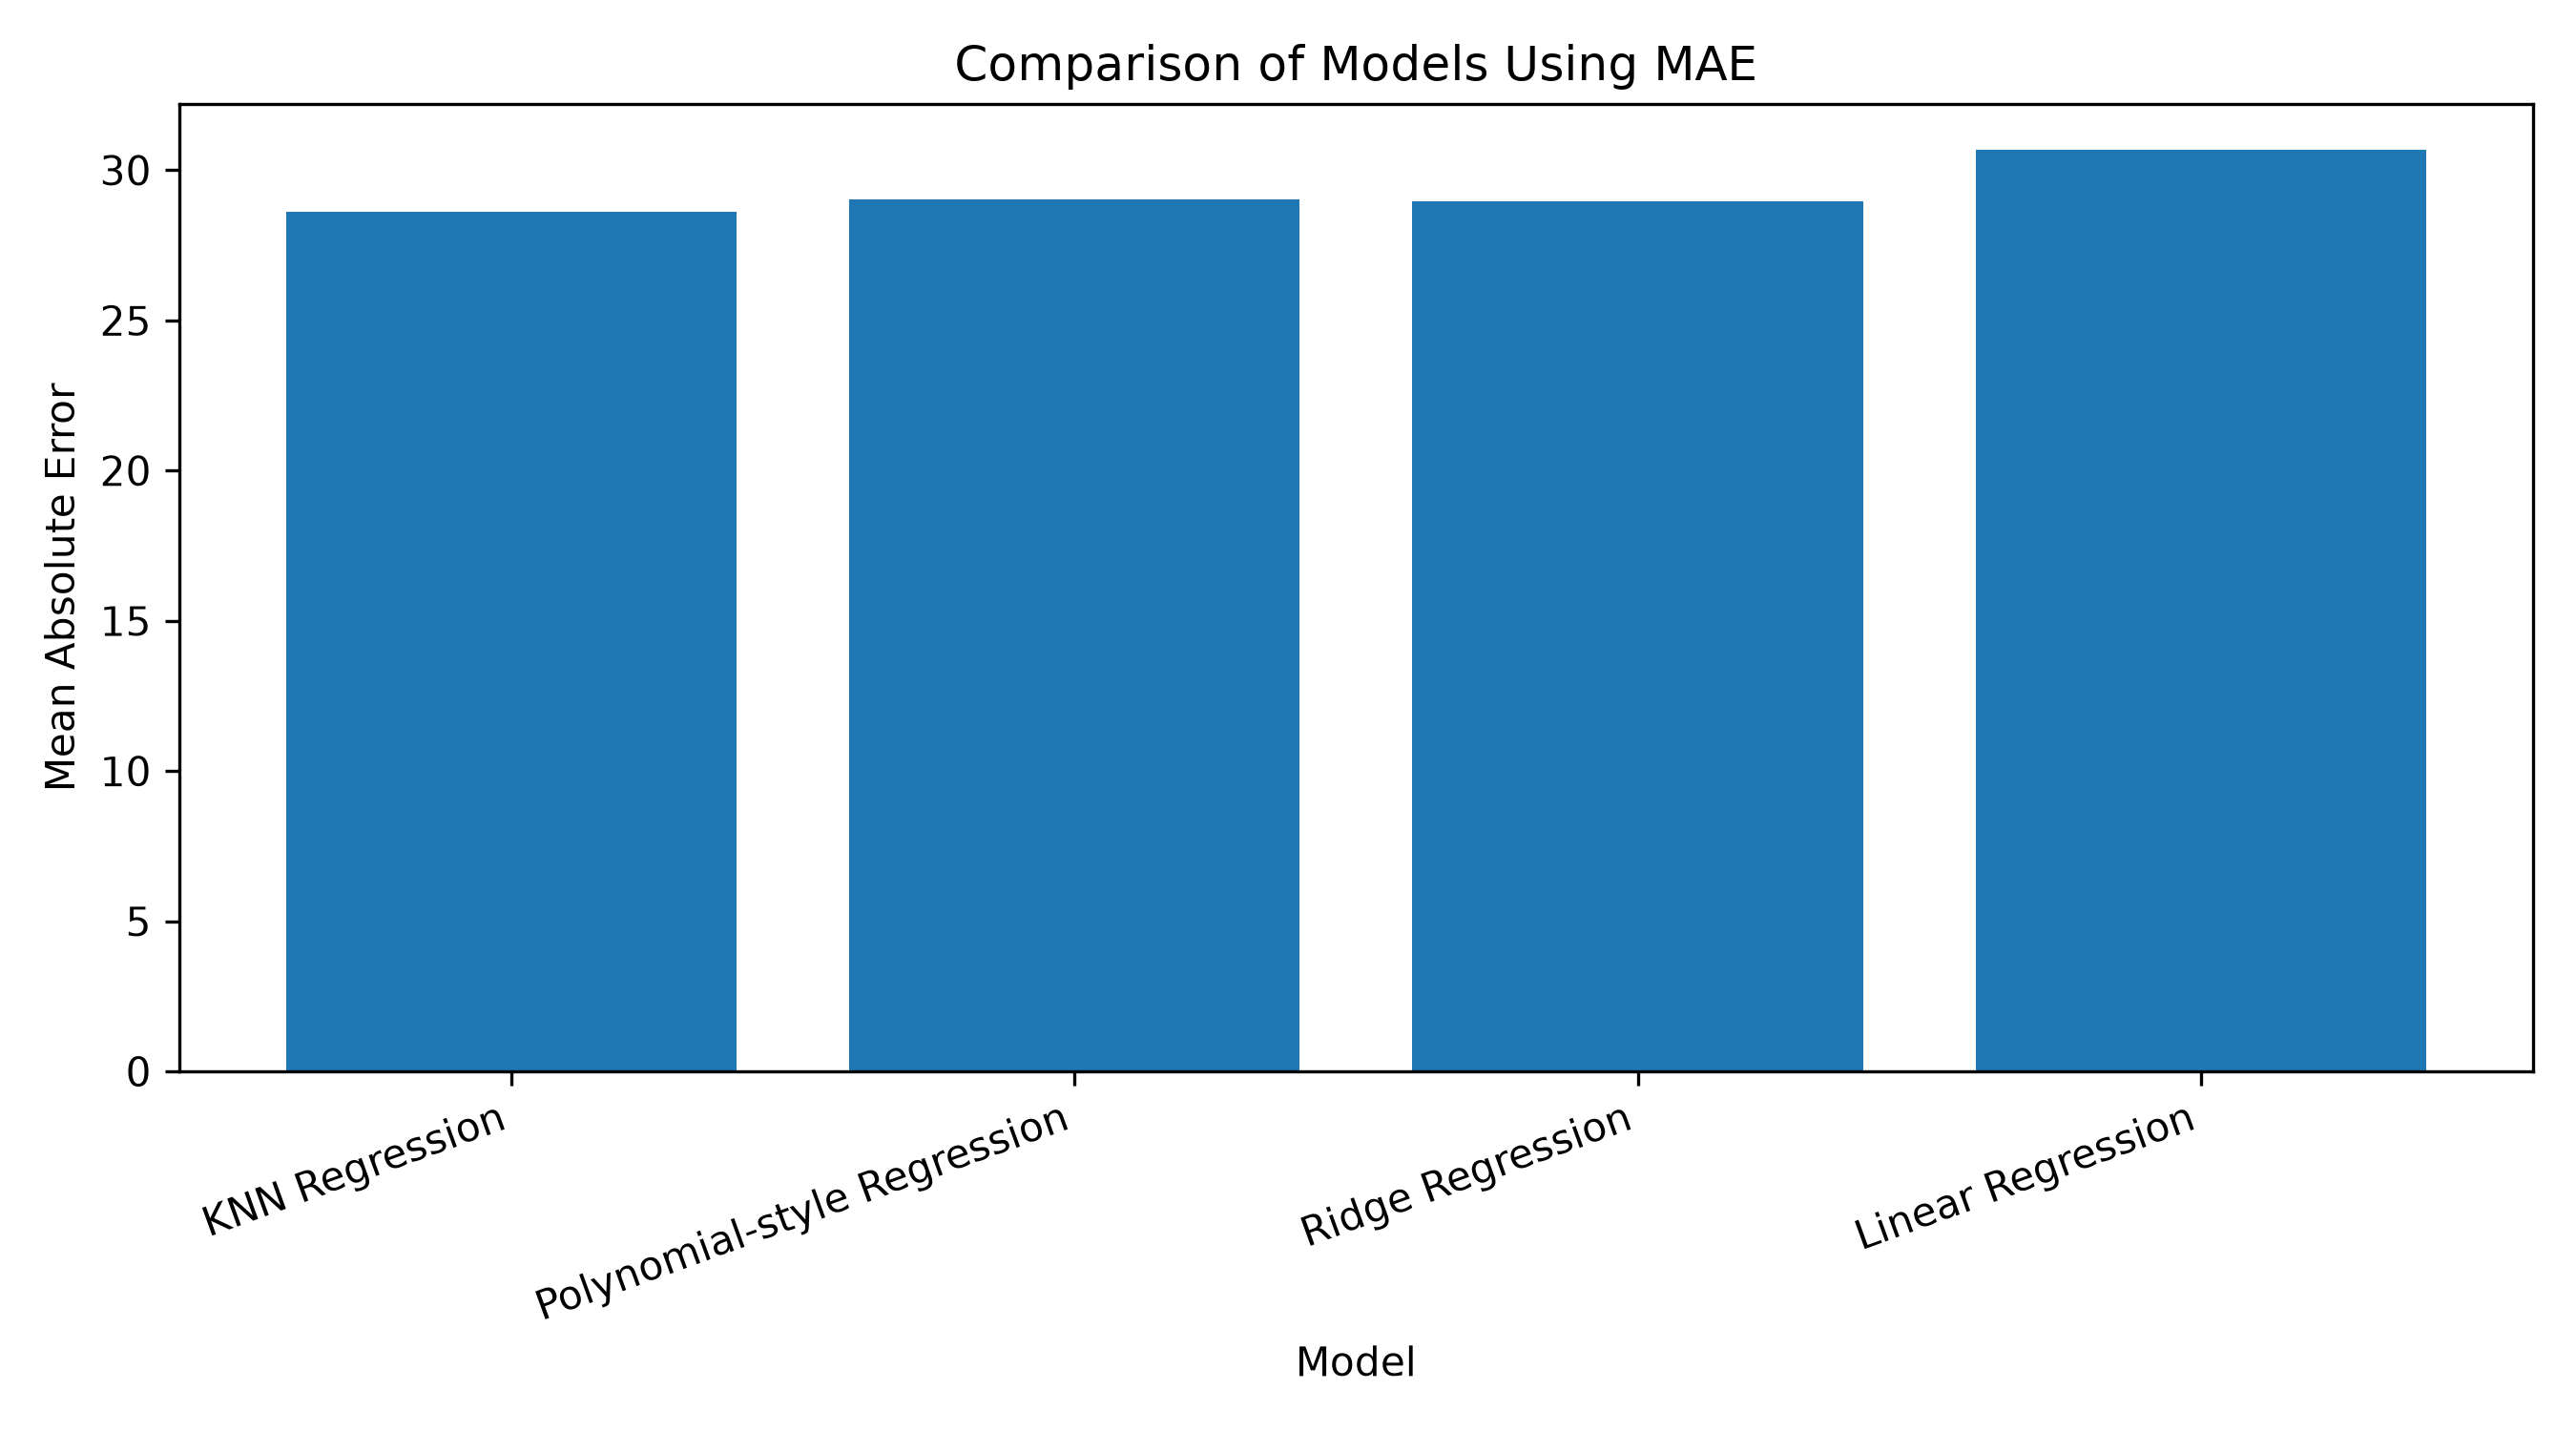 Comparison of Models Using MAE
Mean Absolute Error
30
25
20
15
10
5
0
KNN Regression
Polynomial-style Regression
Ridge Regression
Linear Regression
Model